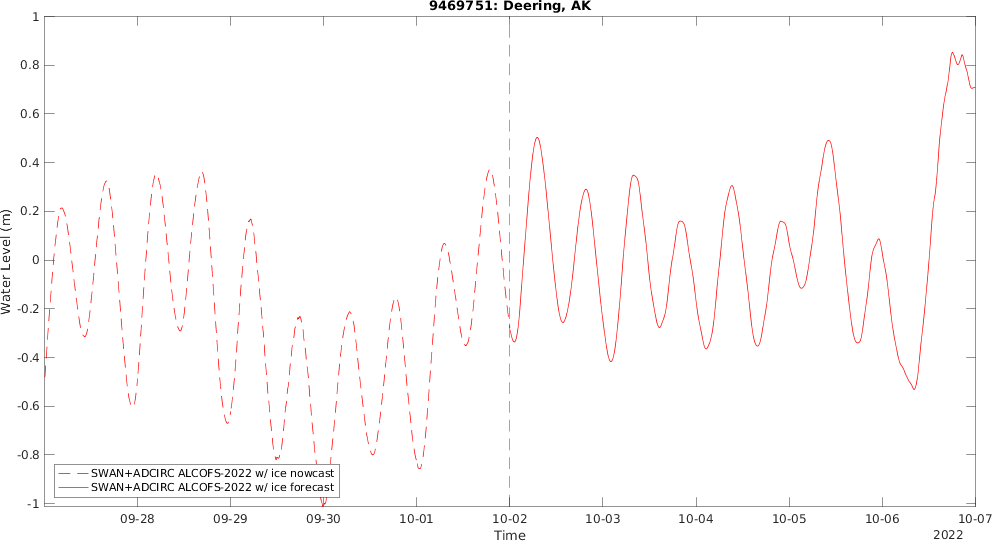 9469751: Deering, AK
1
0.8
0.6
0.4
0.2
0
-0.2
-0.4
-0.6
-0.8
-1
Water Level (m)
SWAN+ADCIRC ALCOFS-2022 w/ ice nowcast
SWAN+ADCIRC ALCOFS-2022 w/ ice forecast
09-28 09-29 09-30 10-01 10-02 10-03 10-04 10-05 10-06 10-07
Time
2022